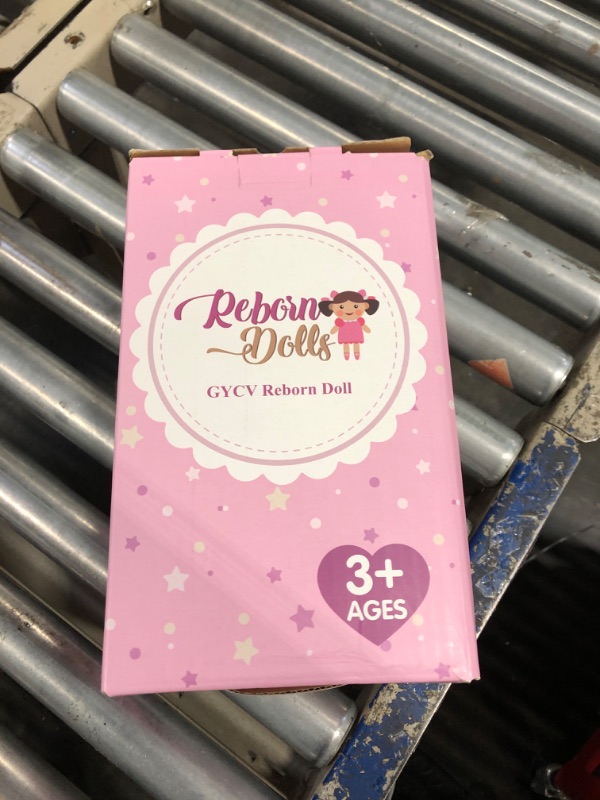 Reborn
Dolls
GYCV Reborn Doll
3+
AGES